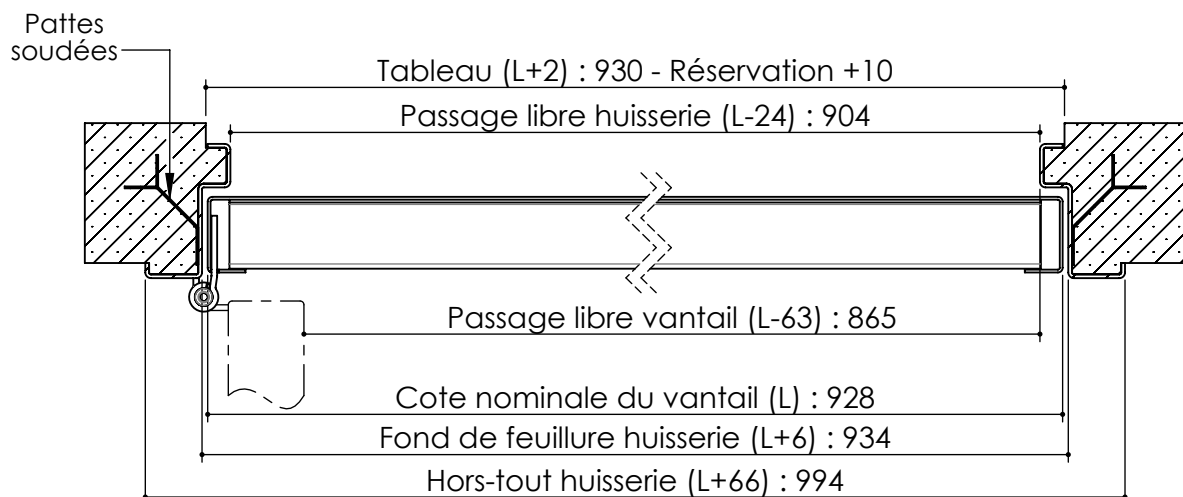 Pattes
soudées
Tableau (L+2) : 930 - Réservation +10
Passage libre huisserie (L-24) : 904
Passage libre vantail (L-63) : 865
Cote nominale du vantail (L) : 928
Fond de feuillure huisserie (L+6) : 934
Hors-tout huisserie (L+66) : 994